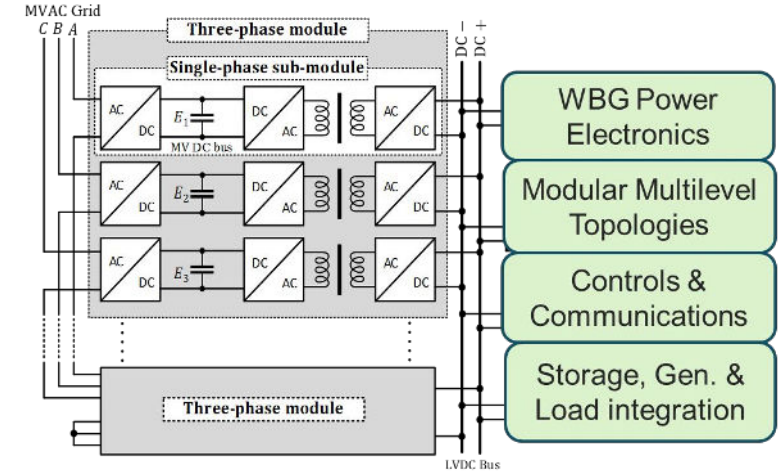 MVAC Grid
C B A
Three-phase module
Single-phase sub-module
DC −
DC +
AC
DC
E1
MV DC bus
DC
AC
AC
DC
AC
DC
E2
DC
AC
AC
DC
AC
DC
E3
DC
AC
AC
DC
Three-phase module
LVDC Bus
WBG Power
Electronics
Modular Multilevel
Topologies
Controls &
Communications
Storage, Gen. &
Load integration